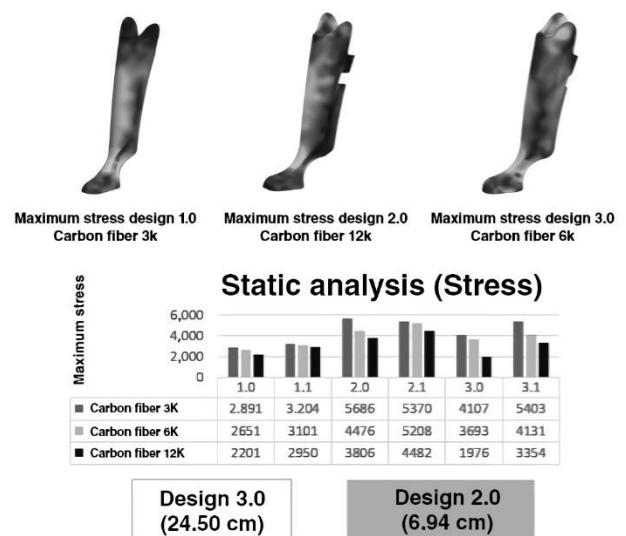 Maximum stress design 1.0
Carbon fiber 3k
Maximum stress design 2.0
Carbon fiber 12k
Maximum stress design 3.0
Carbon fiber 6k
Static analysis (Stress)
Maximum stress
6,000
4,000
2,000
0
1.0 1.1 2.0 2.1 3.0 3.1
Carbon fiber 3K 2.891 3.204 5686 5370 4107 5403
Carbon fiber 6K 2651 3101 4476 5208 3693 4131
Carbon fiber 12K 2201 2950 3806 4482 1976 3354
Design 3.0
(24.50 cm)
Design 2.0
(6.94 cm)